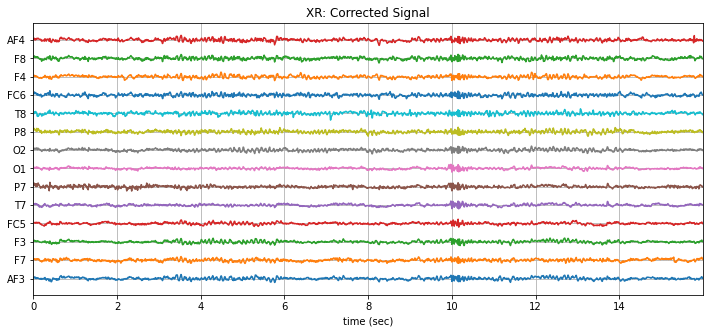 XR: Corrected Signal
AF4
F8
F4
FC6
T8
P8
O2
O1
P7
T7
FC5
F3
F7
AF3
0 2 4 6 8 10 12 14
time (sec)